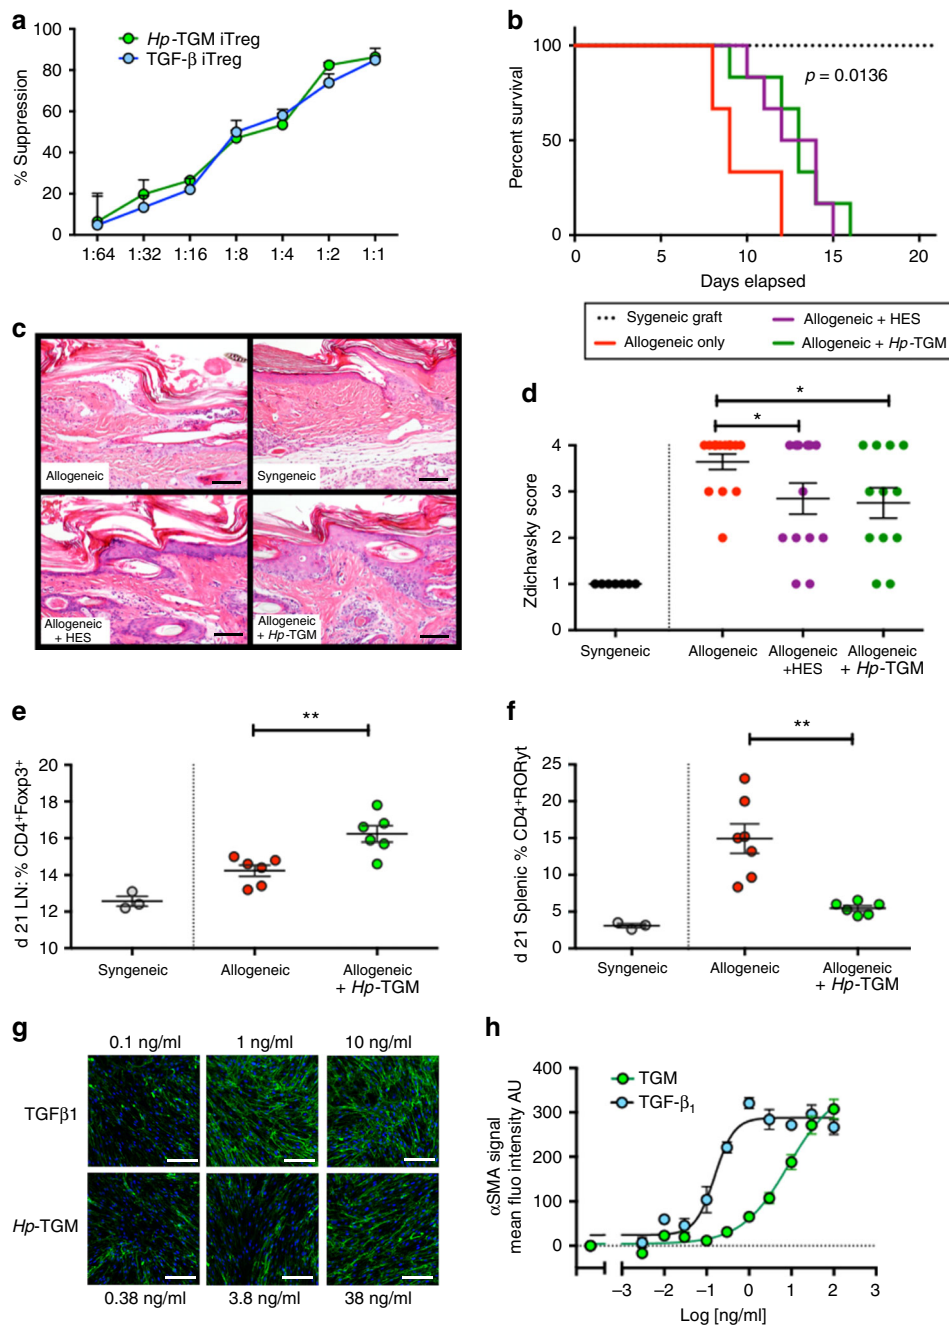 a
100
80
60
40
20
0
% Suppression
Hp-TGM iTreg
TGF-β iTreg
1:64 1:32 1:16 1:8 1:4 1:2 1:1
b
100
50
0
Percent survival
p = 0.0136
0 5 10 15 20
Days elapsed
Sygeneic graft
Allogeneic only
Allogeneic + HES
Allogeneic + Hp-TGM
c
Allogeneic
Syngeneic
Allogeneic
+ HES
Allogeneic
+ Hp-TGM
d
*
*
4
3
2
1
0
Zdichavsky score
Syngeneic
Allogeneic
Allogeneic
+HES
Allogeneic
+ Hp-TGM
e
**
20
18
16
14
12
10
d 21 LN: % CD4+Foxp3+
Syngeneic
Allogeneic
Allogeneic
+ Hp-TGM
f
**
25
20
15
10
5
0
d 21 Splenic % CD4+RORγt
Syngeneic
Allogeneic
Allogeneic
+ Hp-TGM
g
0.1 ng/ml 1 ng/ml 10 ng/ml
TGFβ1
Hp-TGM
0.38 ng/ml 3.8 ng/ml 38 ng/ml
h
400
300
200
100
0
αSMA signal
mean fluo intensity AU
TGM
TGF-β1
−3 −2 −1 0 1 2 3
Log [ng/ml]